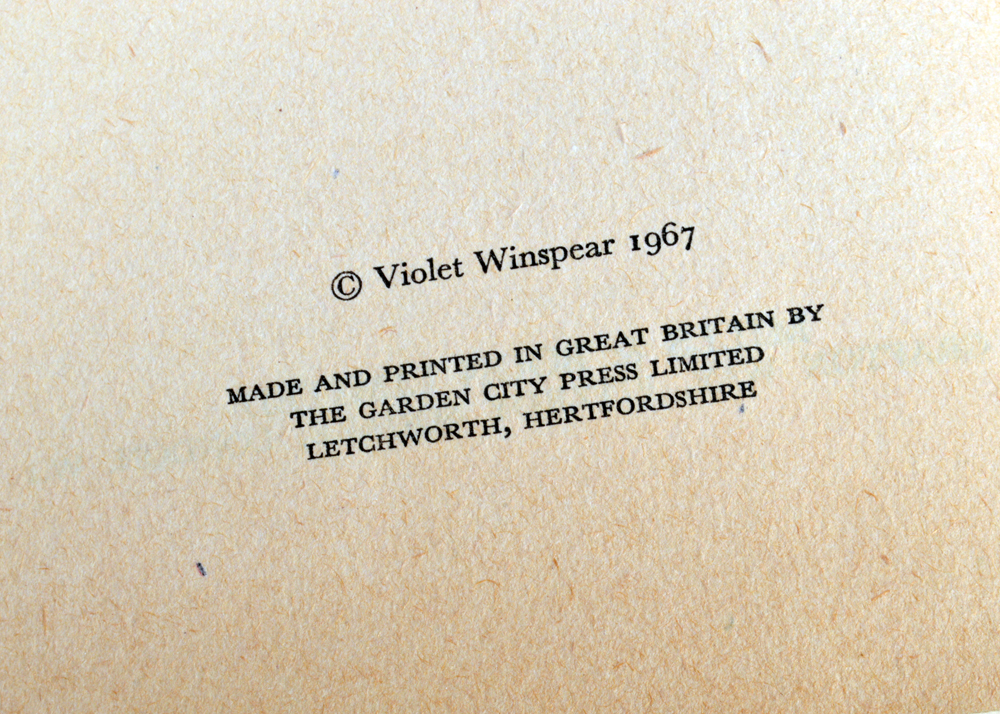 © Violet Winspear 1967
MADE AND PRINTED IN GREAT BRITAIN BY
THE GARDEN CITY PRESS LIMITED
LETCHWORTH, HERTFORDSHIRE